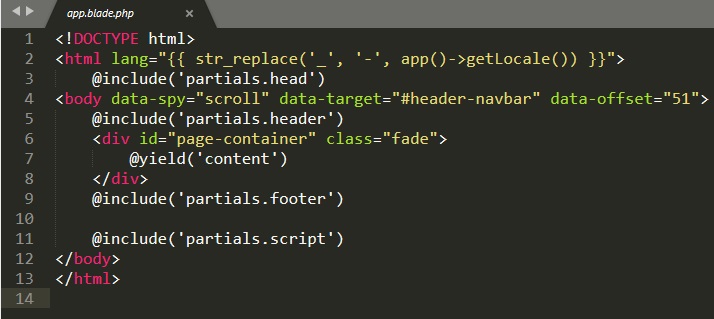 app.blade.php ×
1 <!DOCTYPE html>
2 <html lang="{{ str_replace('_', '-', app()->getLocale()) }}">
3     @include('partials.head')
4 <body data-spy="scroll" data-target="#header-navbar" data-offset="51">
5     @include('partials.header')
6     <div id="page-container" class="fade">
7         @yield('content')
8     </div>
9     @include('partials.footer')
10
11     @include('partials.script')
12 </body>
13 </html>
14